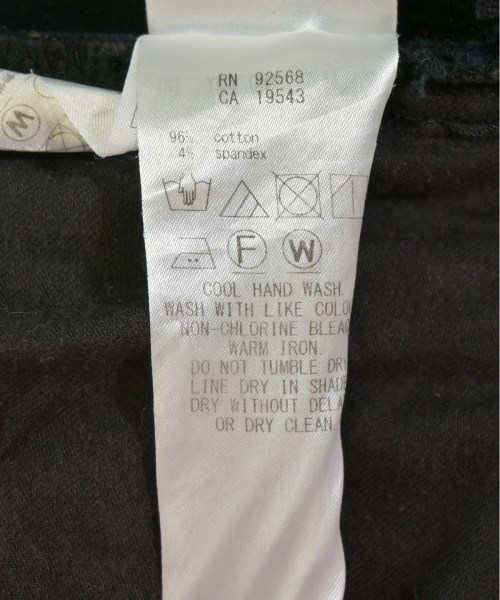 RN 92568
CA 19543
96% cotton
4% spandex
F W
COOL HAND WASH.
WASH WITH LIKE COLO
NON-CHLORINE BLEAC
WARM IRON.
DO NOT TUMBLE DRY
LINE DRY IN SHADE
DRY WITHOUT DELA
OR DRY CLEAN.
W